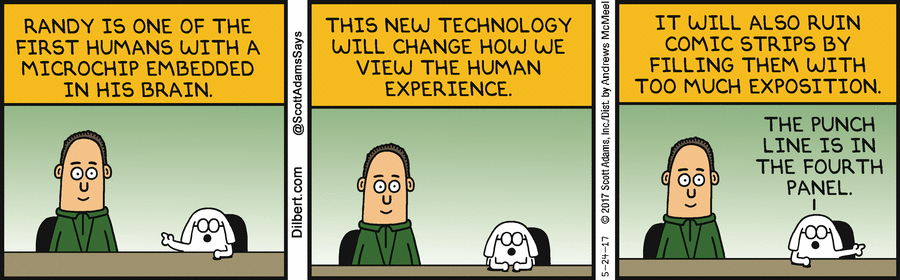 RANDY IS ONE OF THE
FIRST HUMANS WITH A
MICROCHIP EMBEDDED
IN HIS BRAIN.
Dilbert.com
@ScottAdamsSays
THIS NEW TECHNOLOGY
WILL CHANGE HOW WE
VIEW THE HUMAN
EXPERIENCE.
5-24-17 © 2017 Scott Adams, Inc./Dist. by Andrews McMeel
IT WILL ALSO RUIN
COMIC STRIPS BY
FILLING THEM WITH
TOO MUCH EXPOSITION.
THE PUNCH
LINE IS IN
THE FOURTH
PANEL.